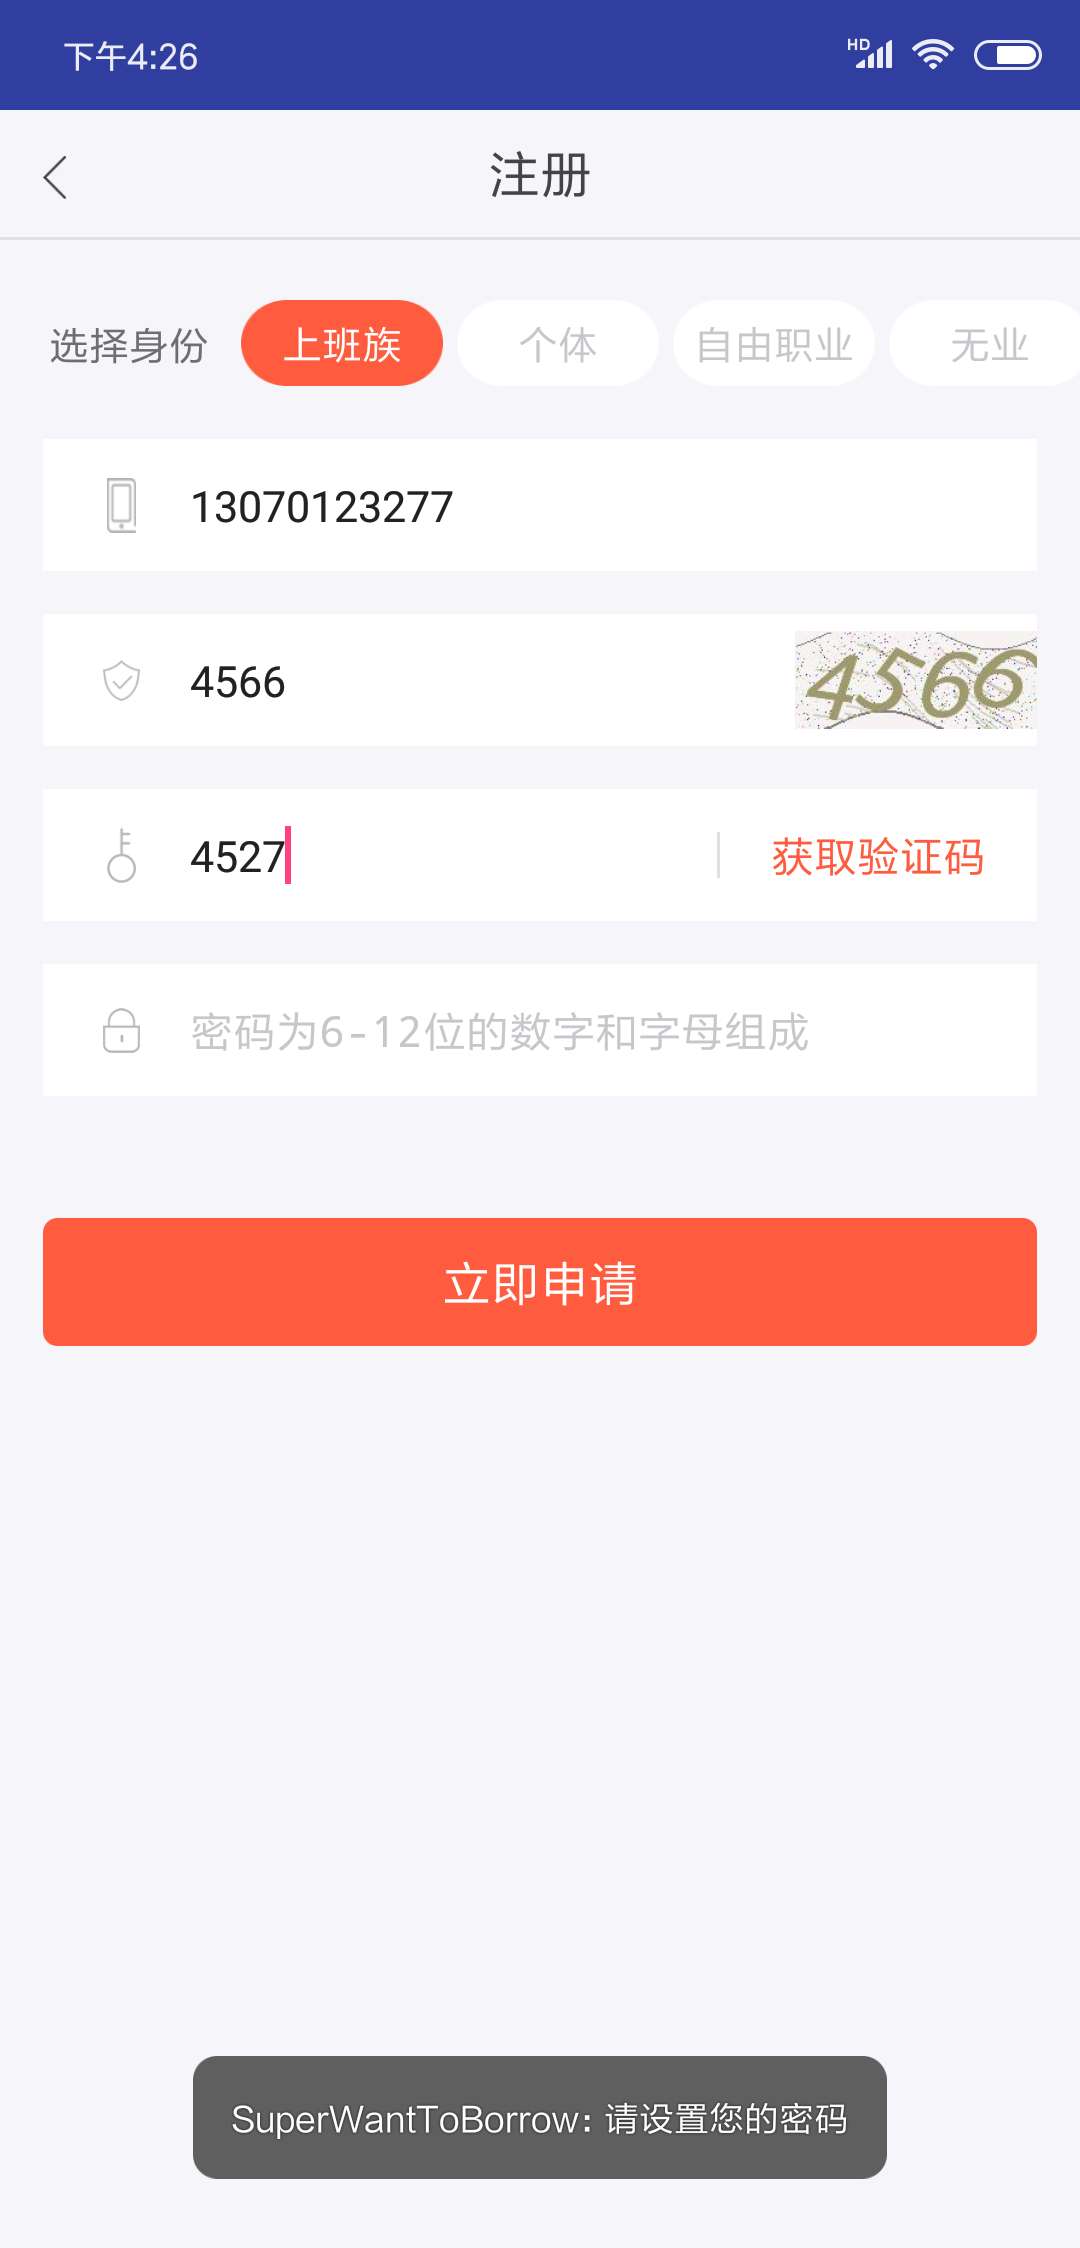 下午4:26
HD
注册
选择身份 上班族 个体 自由职业 无业
13070123277
4566 4566
4527 获取验证码
密码为6-12位的数字和字母组成
立即申请
SuperWantToBorrow: 请设置您的密码